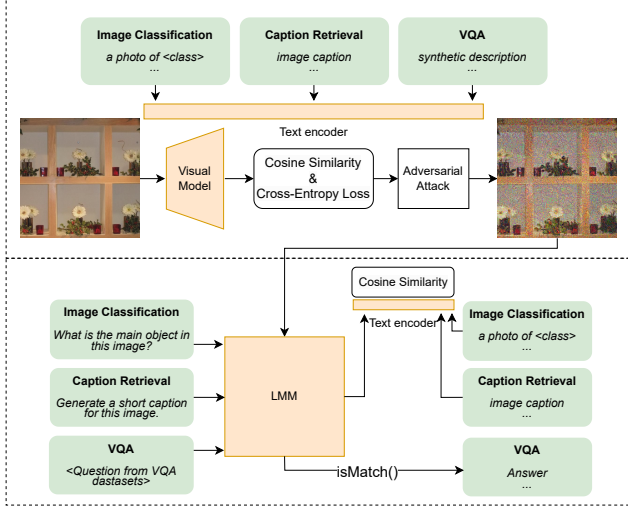 Image Classification
a photo of <class>
...
Caption Retrieval
image caption
...
VQA
synthetic description
...
Text encoder
Visual
Model
Cosine Similarity
&
Cross-Entropy Loss
Adversarial
Attack
Cosine Similarity
Text encoder
Image Classification
What is the main object in
this image?
Caption Retrieval
Generate a short caption
for this image.
VQA
<Question from VQA
dastasets>
LMM
isMatch()
Image Classification
a photo of <class>
...
Caption Retrieval
image caption
...
VQA
Answer
...